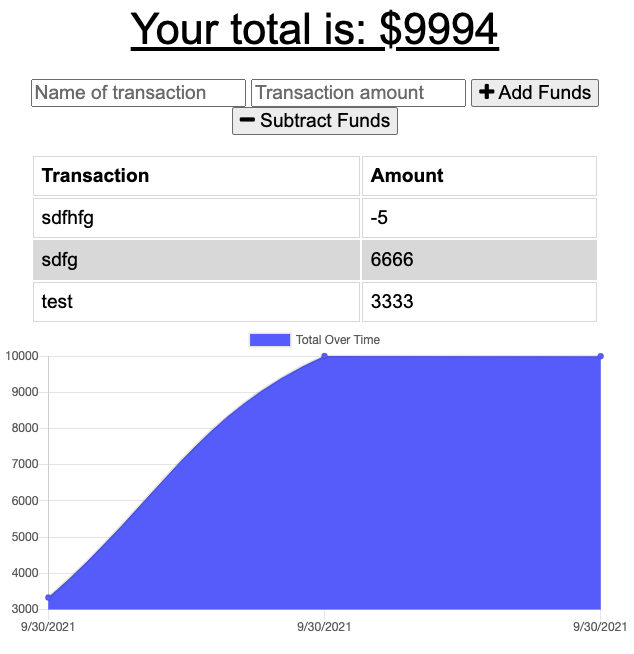 Your total is: $9994
Name of transaction Transaction amount Add Funds
Subtract Funds
Transaction Amount
sdfhfg -5
sdfg 6666
test 3333
Total Over Time
10000
9000
8000
7000
6000
5000
4000
3000
9/30/2021 9/30/2021 9/30/2021